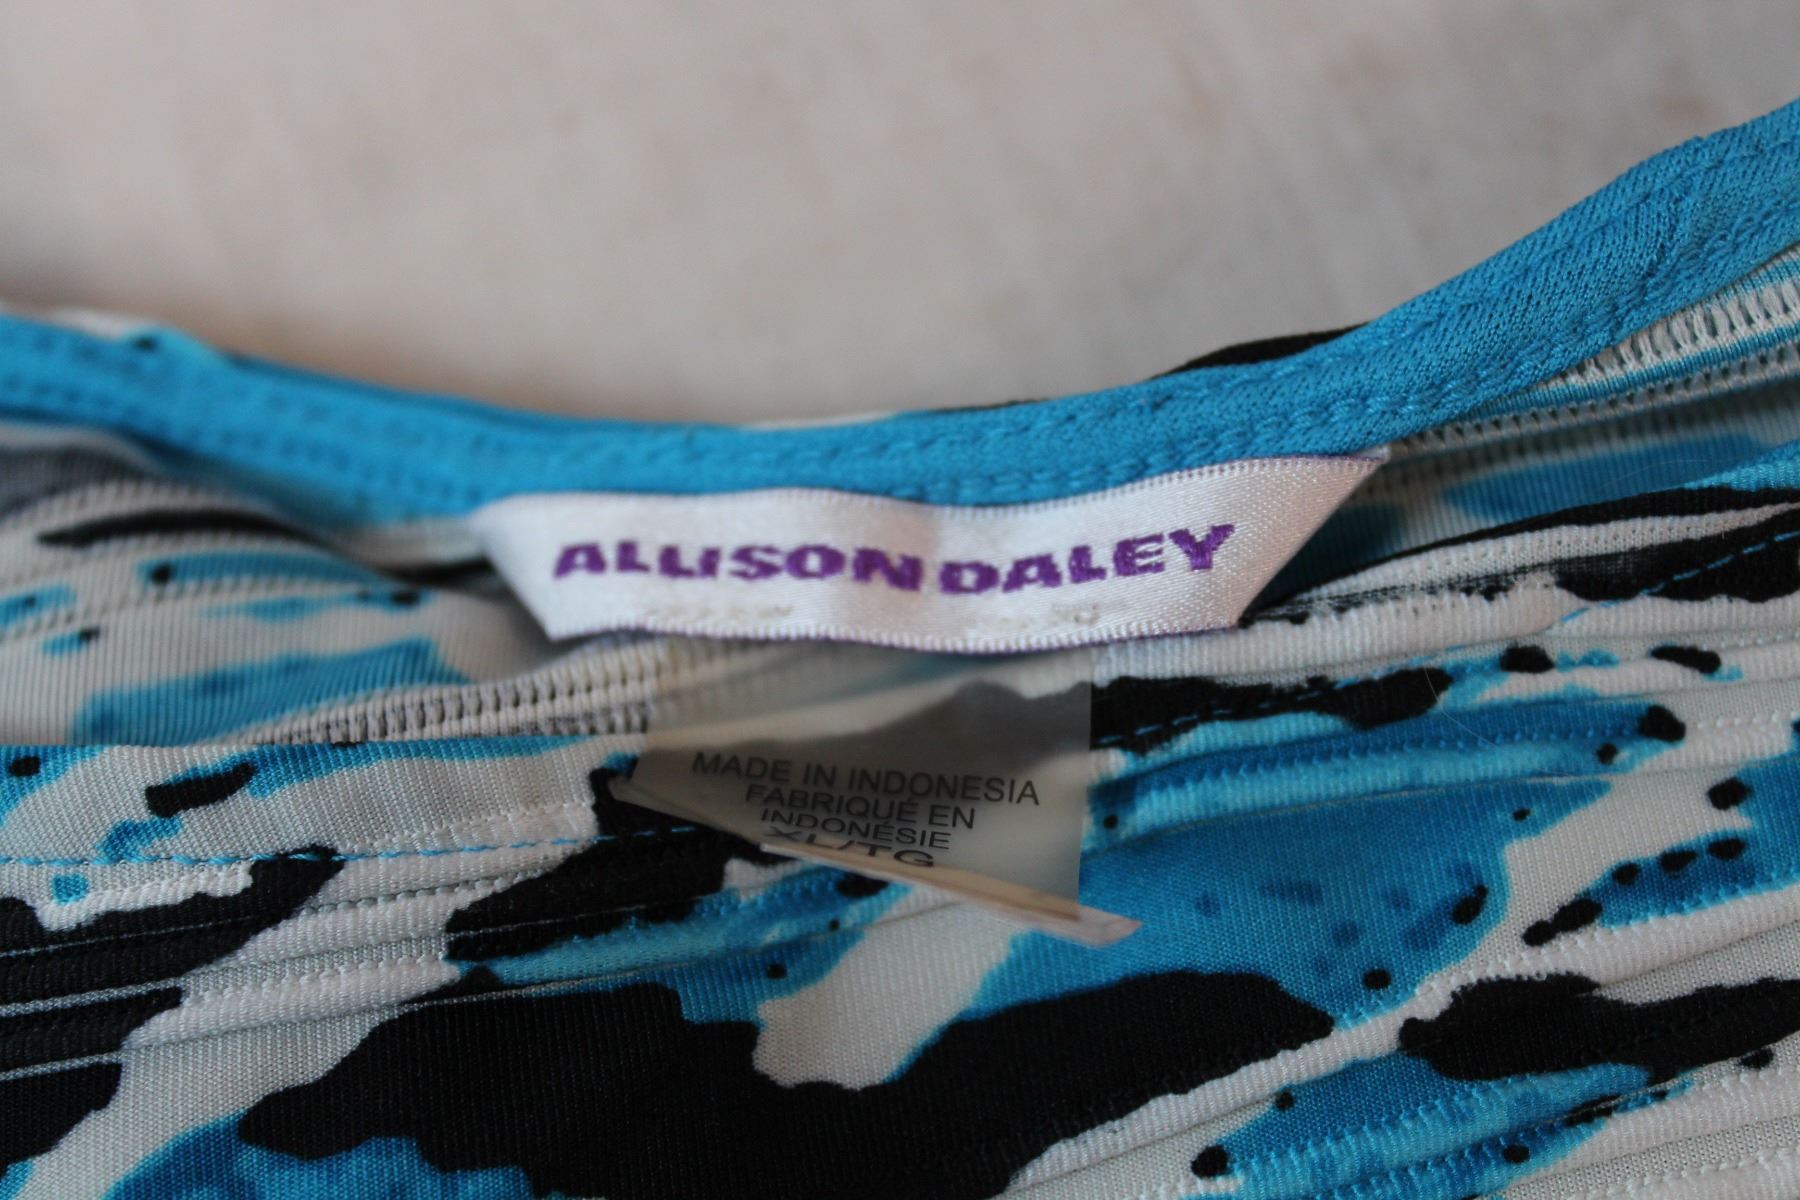 ALLISON DALEY
MADE IN INDONESIA
FABRIQUÉ EN
INDONÉSIE
XL/TG